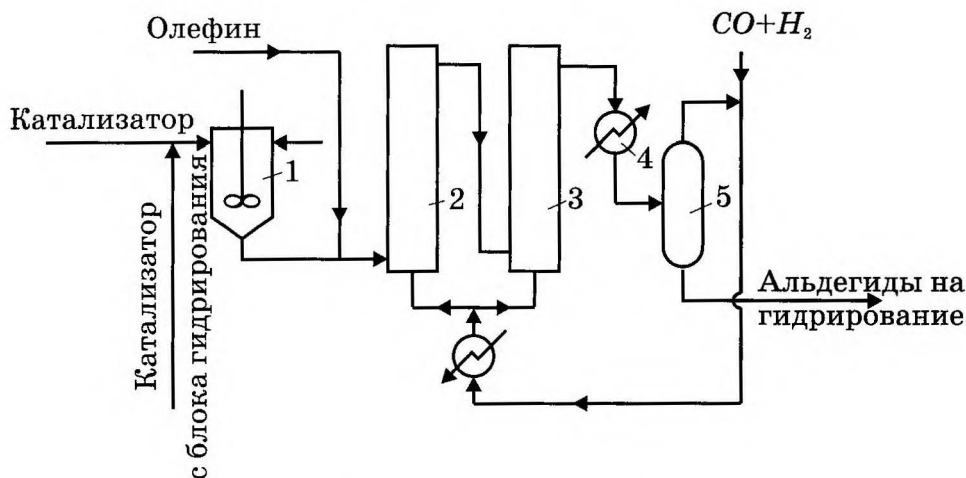 Олефин
CO+H₂
Катализатор
1
2
3
4
5
Катализатор
с блока гидрирования
Альдегиды на
гидрирование